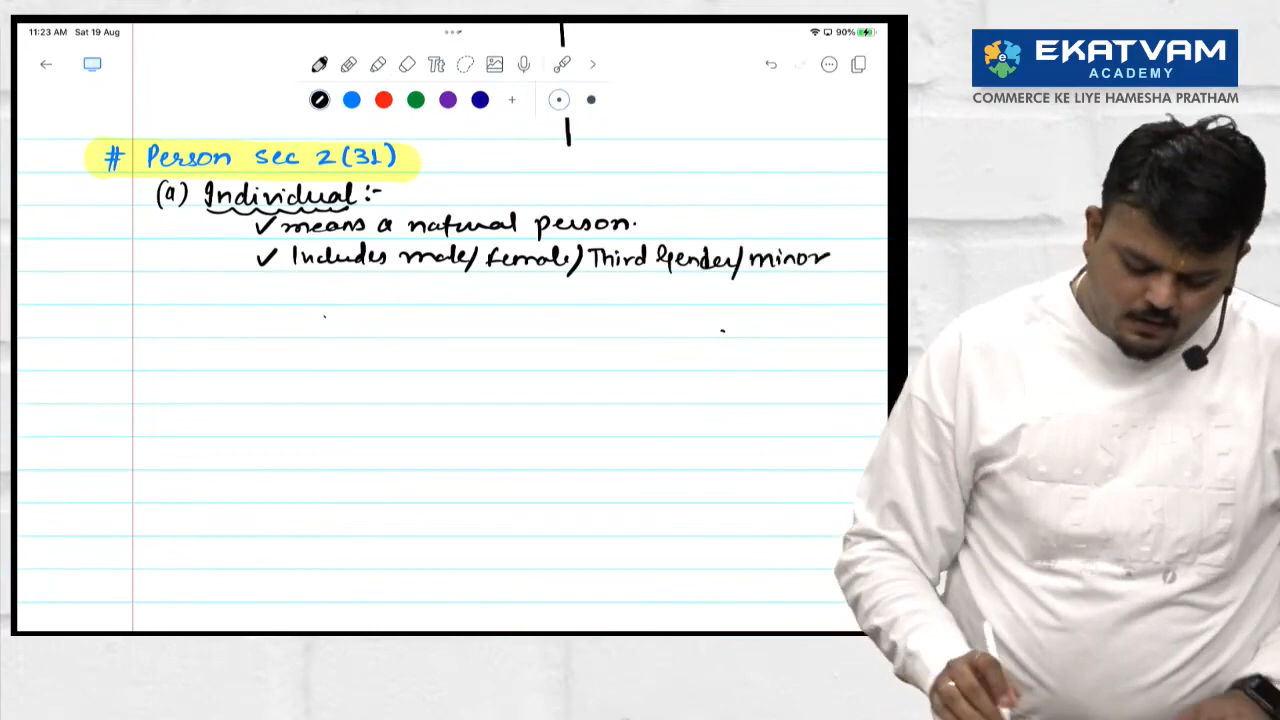 11:23 AM Sat 19 Aug
90%
EKATVAM
ACADEMY
COMMERCE KE LIYE HAMESHA PRATHAM
# Person sec 2(31)
(a) Individual :-
✓ means a natural person.
✓ Includes male/female/Third Gender/minor